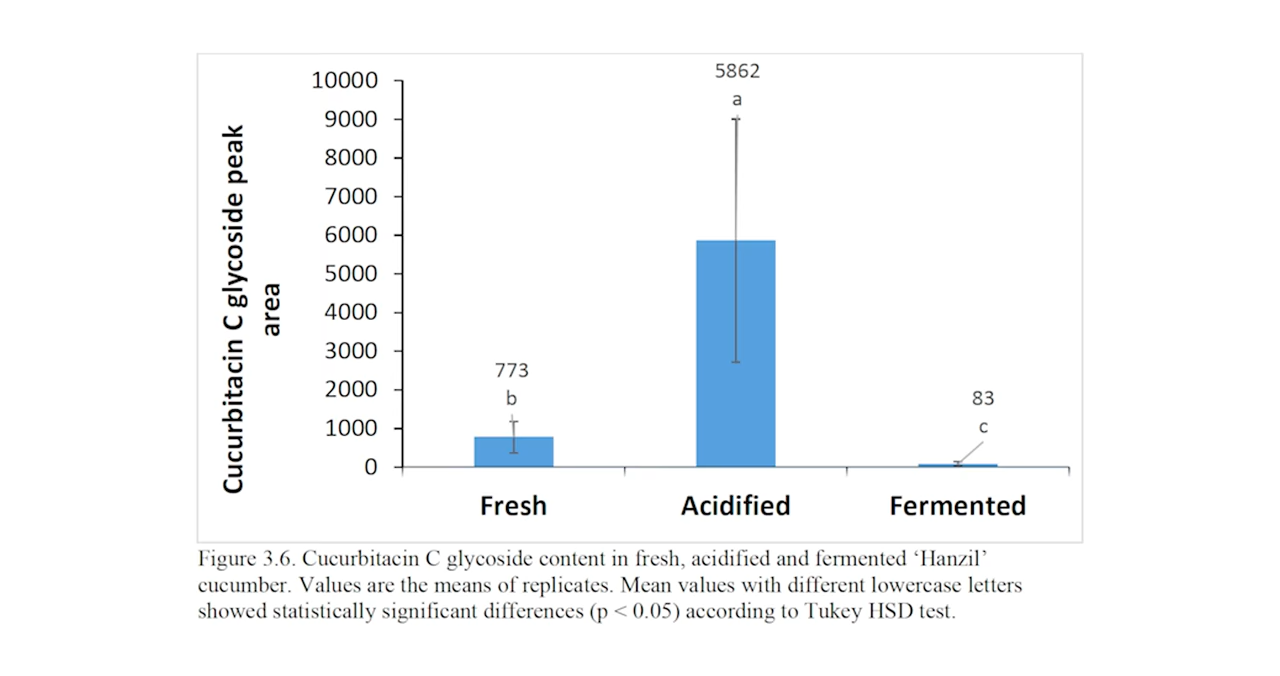 5862
a
10000
9000
8000
7000
6000
5000
4000
3000
2000
1000
0
Cucurbitacin C glycoside peak
area
773
b
83
c
Fresh Acidified Fermented
Figure 3.6. Cucurbitacin C glycoside content in fresh, acidified and fermented ‘Hanzil’
cucumber. Values are the means of replicates. Mean values with different lowercase letters
showed statistically significant differences (p < 0.05) according to Tukey HSD test.